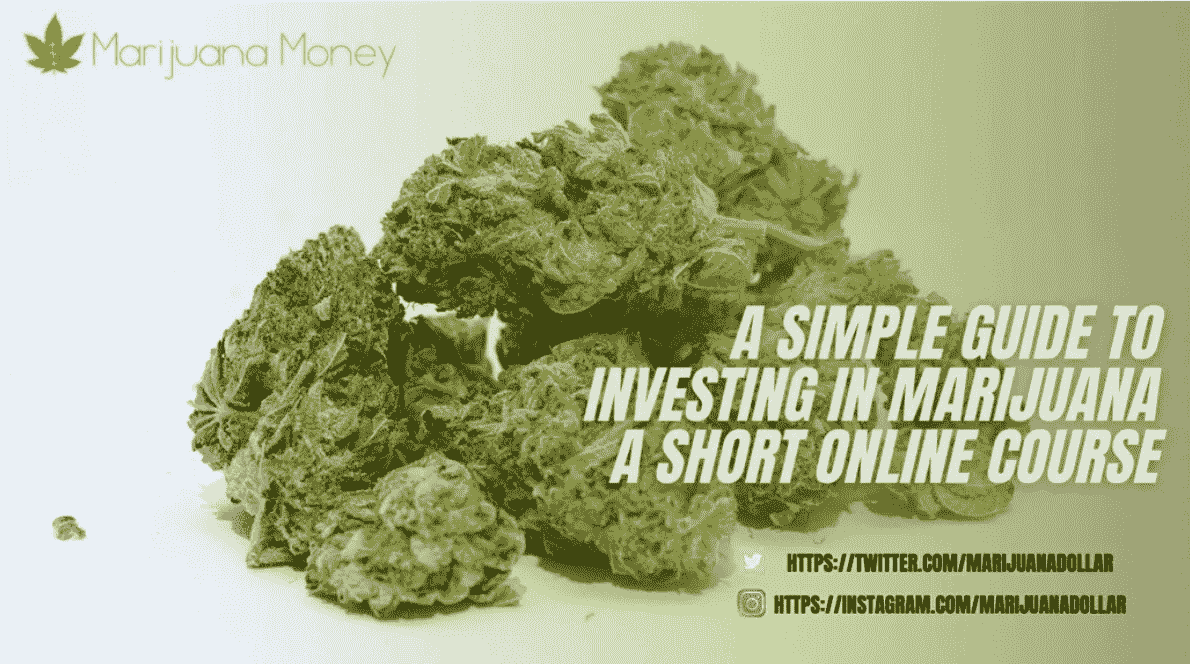 Marijuana Money
A SIMPLE GUIDE TO
INVESTING IN MARIJUANA
A SHORT ONLINE COURSE
HTTPS://TWITTER.COM/MARIJUANADOLLAR
HTTPS://INSTAGRAM.COM/MARIJUANADOLLAR